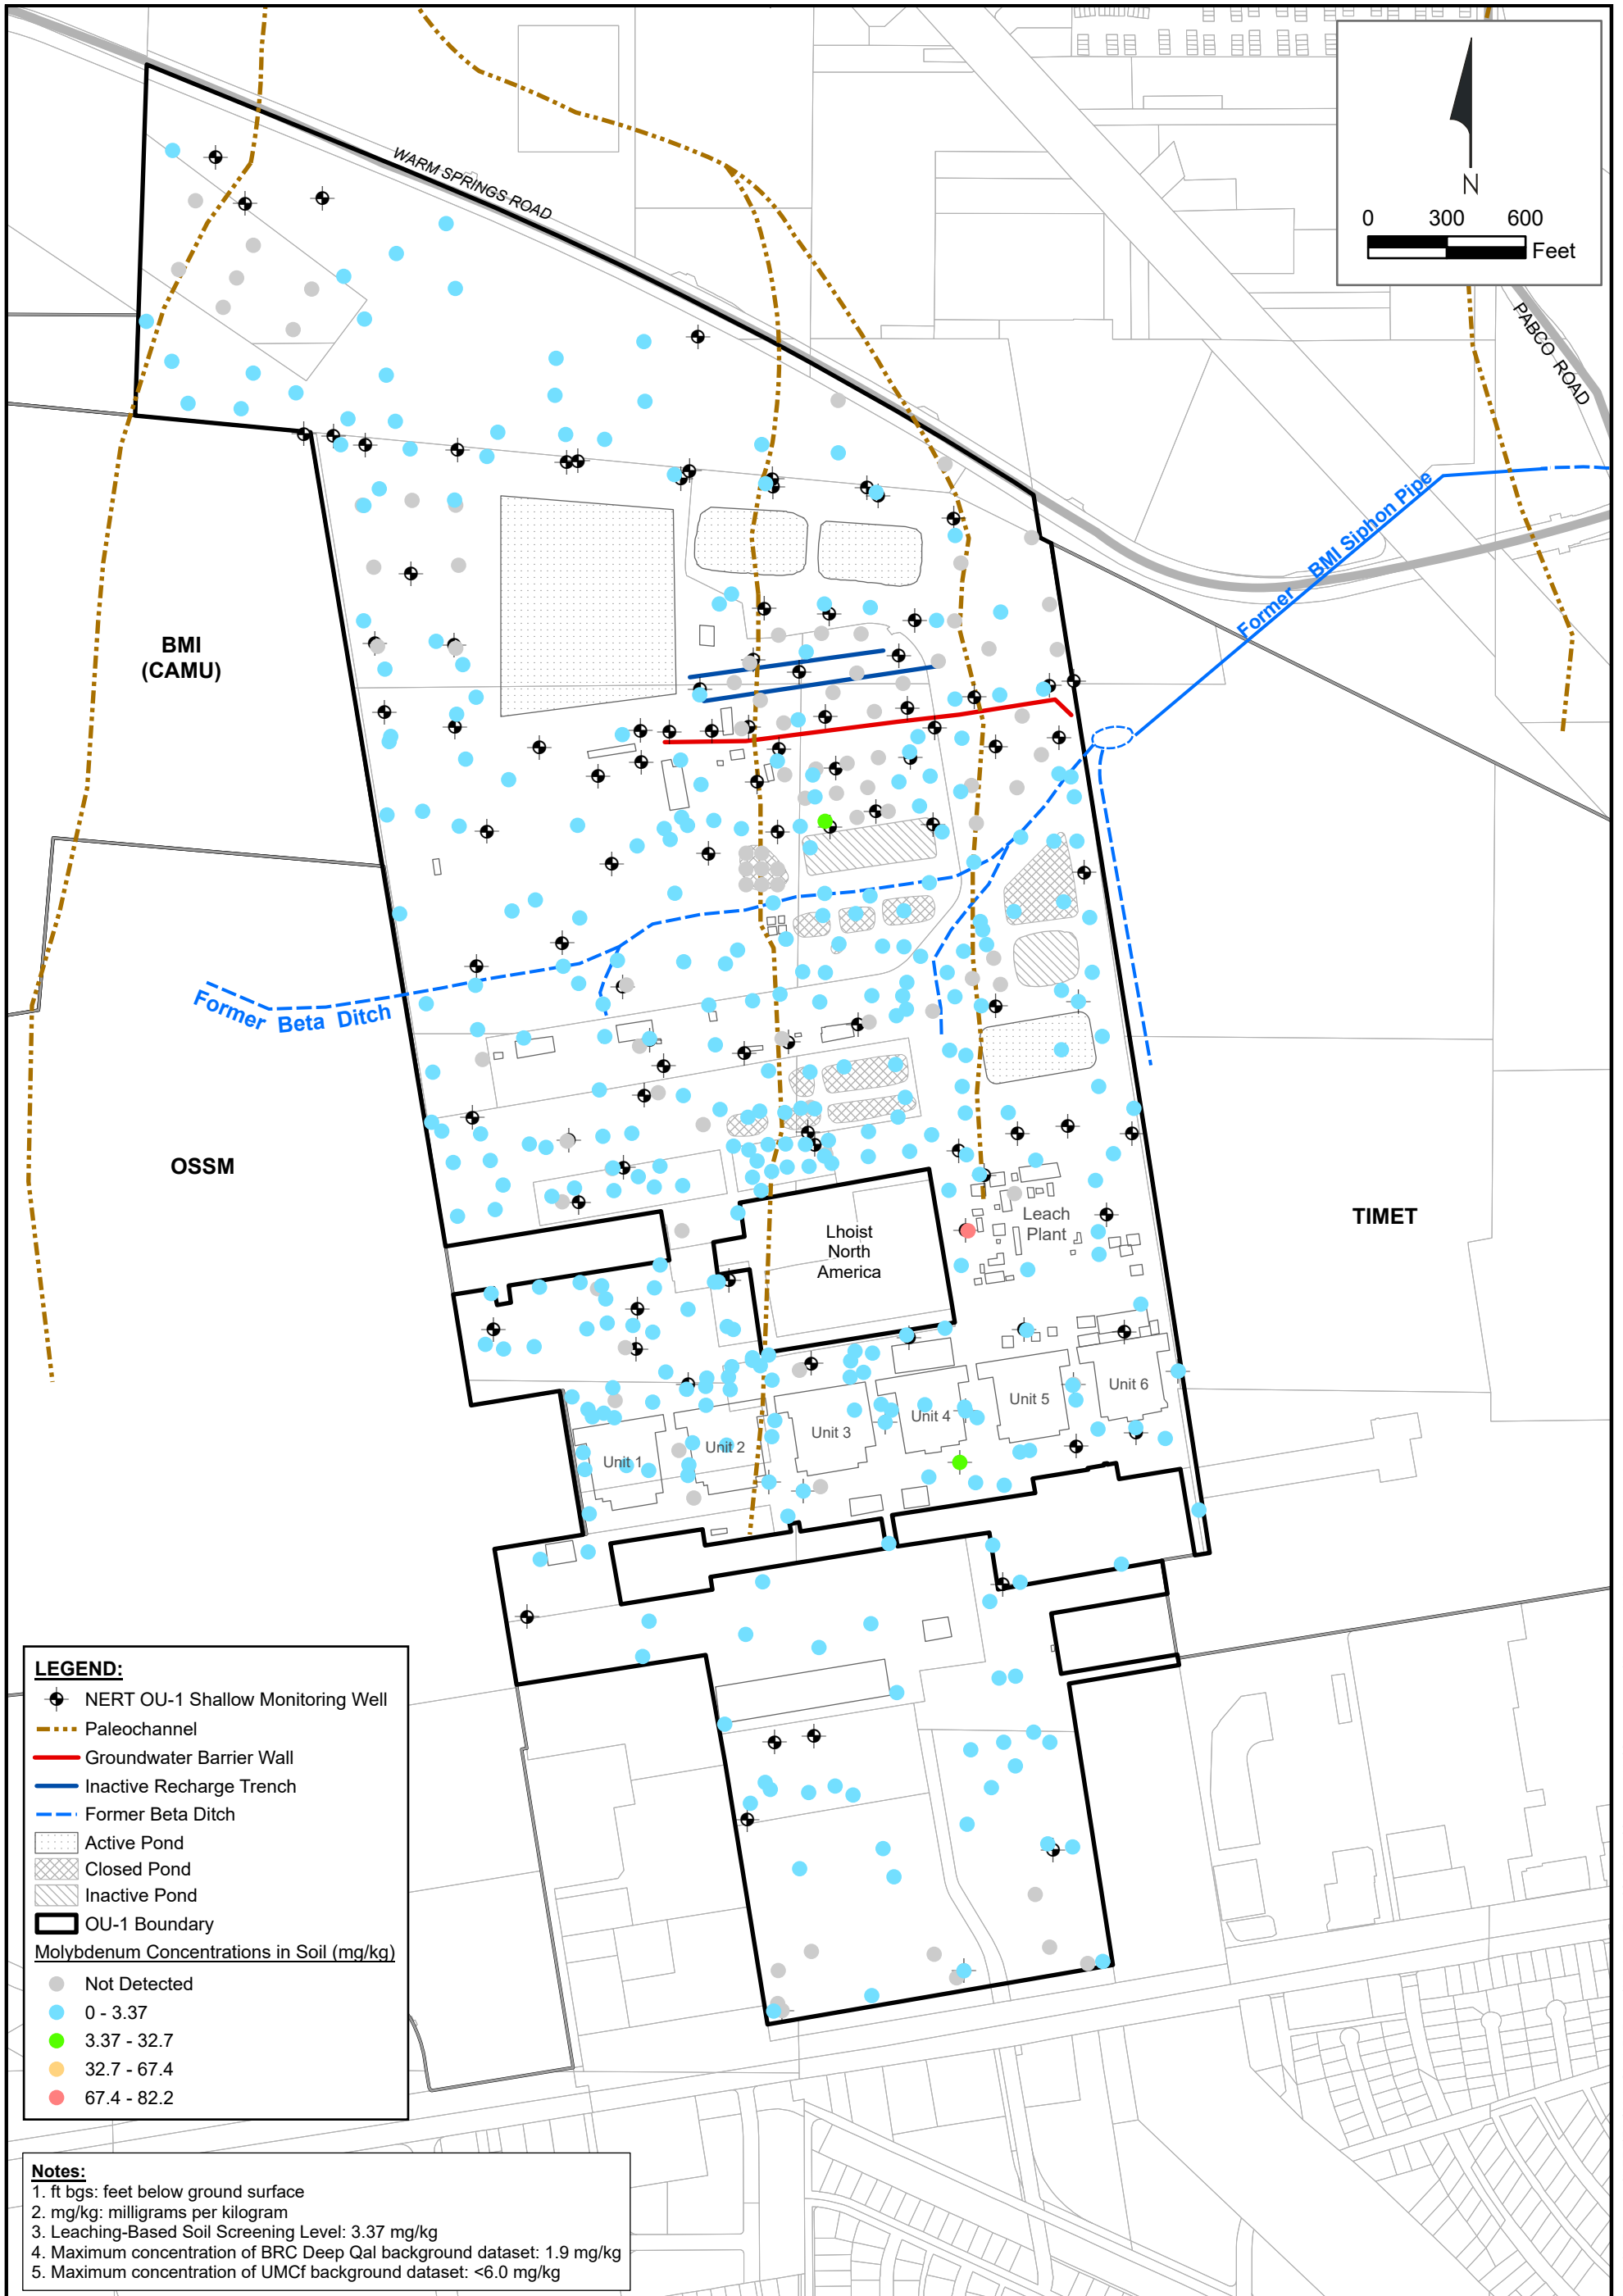 N
0 300 600
Feet
WARM SPRINGS ROAD
PABCO ROAD
Former BMI Siphon Pipe
BMI
(CAMU)
Former Beta Ditch
OSSM
TIMET
Lhoist
North
America
Leach
Plant
Unit 1
Unit 2
Unit 3
Unit 4
Unit 5
Unit 6
LEGEND:
NERT OU-1 Shallow Monitoring Well
Paleochannel
Groundwater Barrier Wall
Inactive Recharge Trench
Former Beta Ditch
Active Pond
Closed Pond
Inactive Pond
OU-1 Boundary
Molybdenum Concentrations in Soil (mg/kg)
Not Detected
0 - 3.37
3.37 - 32.7
32.7 - 67.4
67.4 - 82.2
Notes:
1. ft bgs: feet below ground surface
2. mg/kg: milligrams per kilogram
3. Leaching-Based Soil Screening Level: 3.37 mg/kg
4. Maximum concentration of BRC Deep Qal background dataset: 1.9 mg/kg
5. Maximum concentration of UMCf background dataset: <6.0 mg/kg